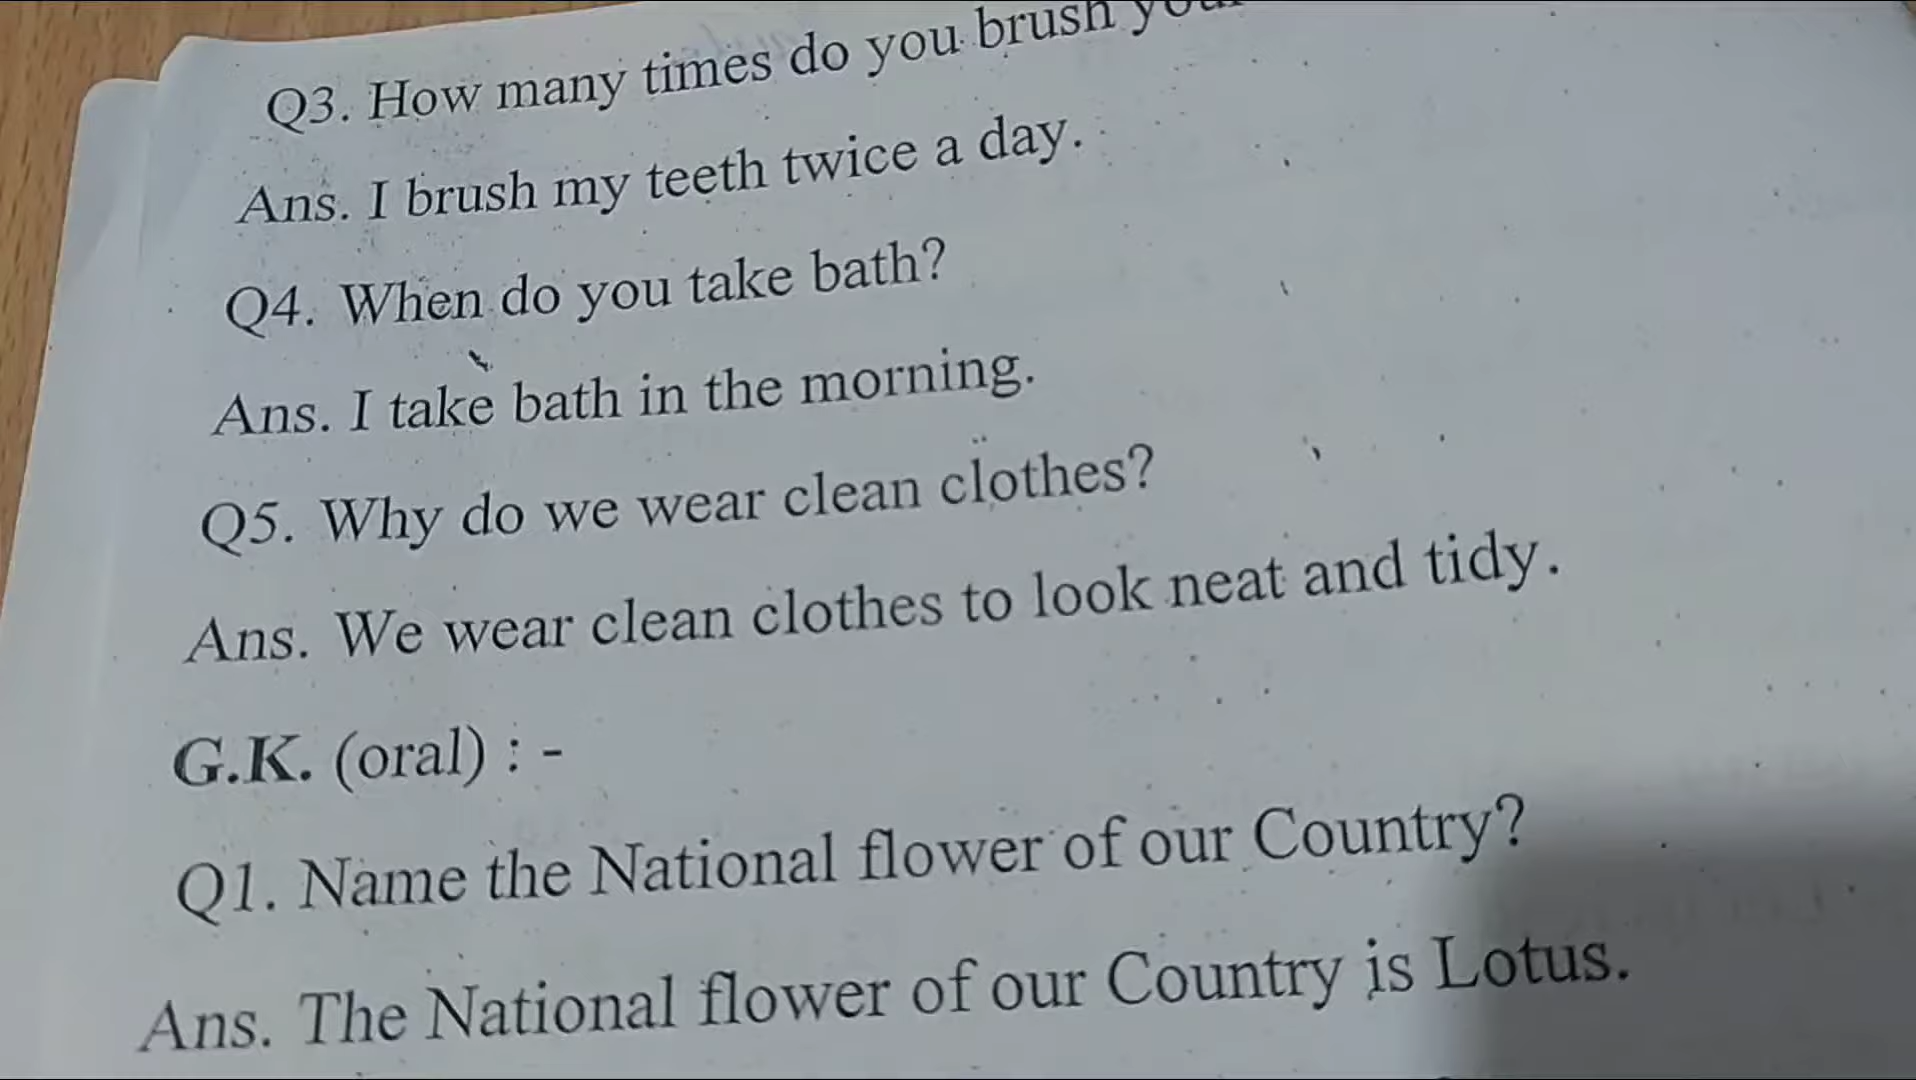 Q3. How many times do you brush
Ans. I brush my teeth twice a day.
Q4. When do you take bath?
Ans. I take bath in the morning.
Q5. Why do we wear clean clothes?
Ans. We wear clean clothes to look neat and tidy.
G.K. (oral) : -
Q1. Name the National flower of our Country?
Ans. The National flower of our Country is Lotus.